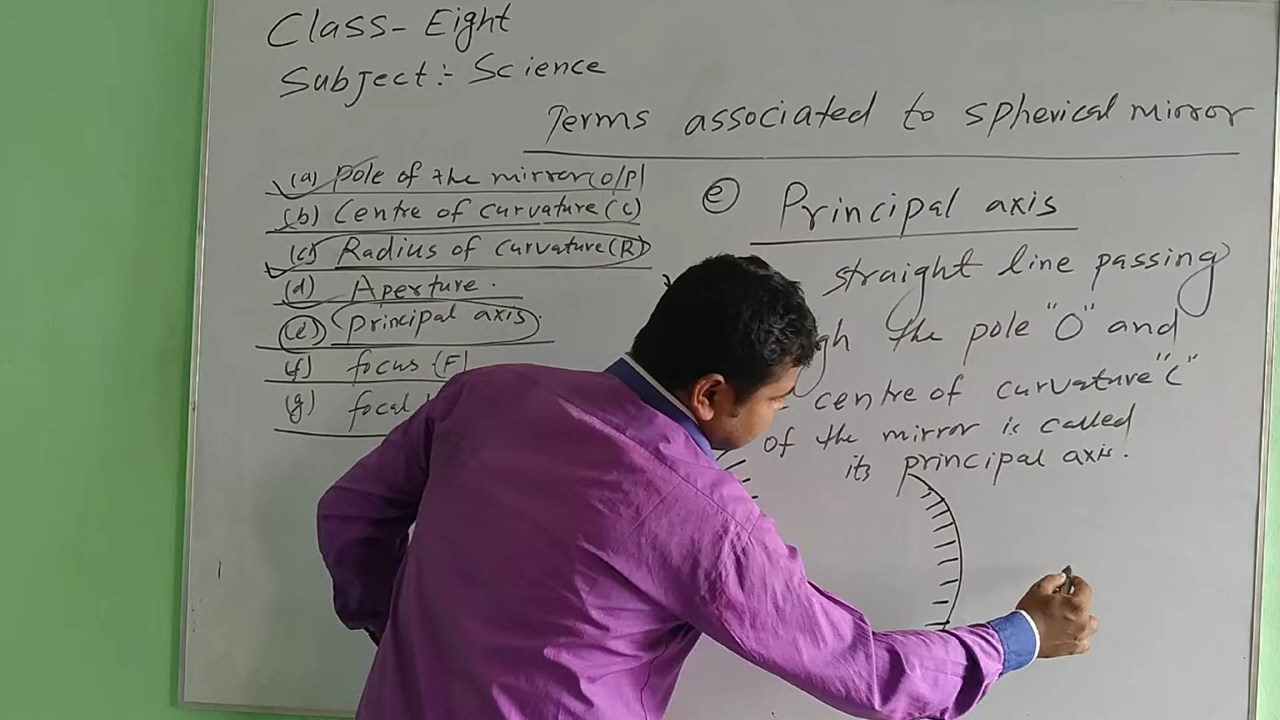 Class- Eight
Subject:- Science
Terms associated to spherical mirror
(a) Pole of the mirror(O/P)
(b) Centre of curvature (C)
(c) Radius of curvature (R)
(d) Aperture.
(e) Principal axis.
(f) focus (F)
(g) focal
(e) Principal axis
straight line passing
the pole "O" and
centre of curvature "C"
of the mirror is called
its principal axis.